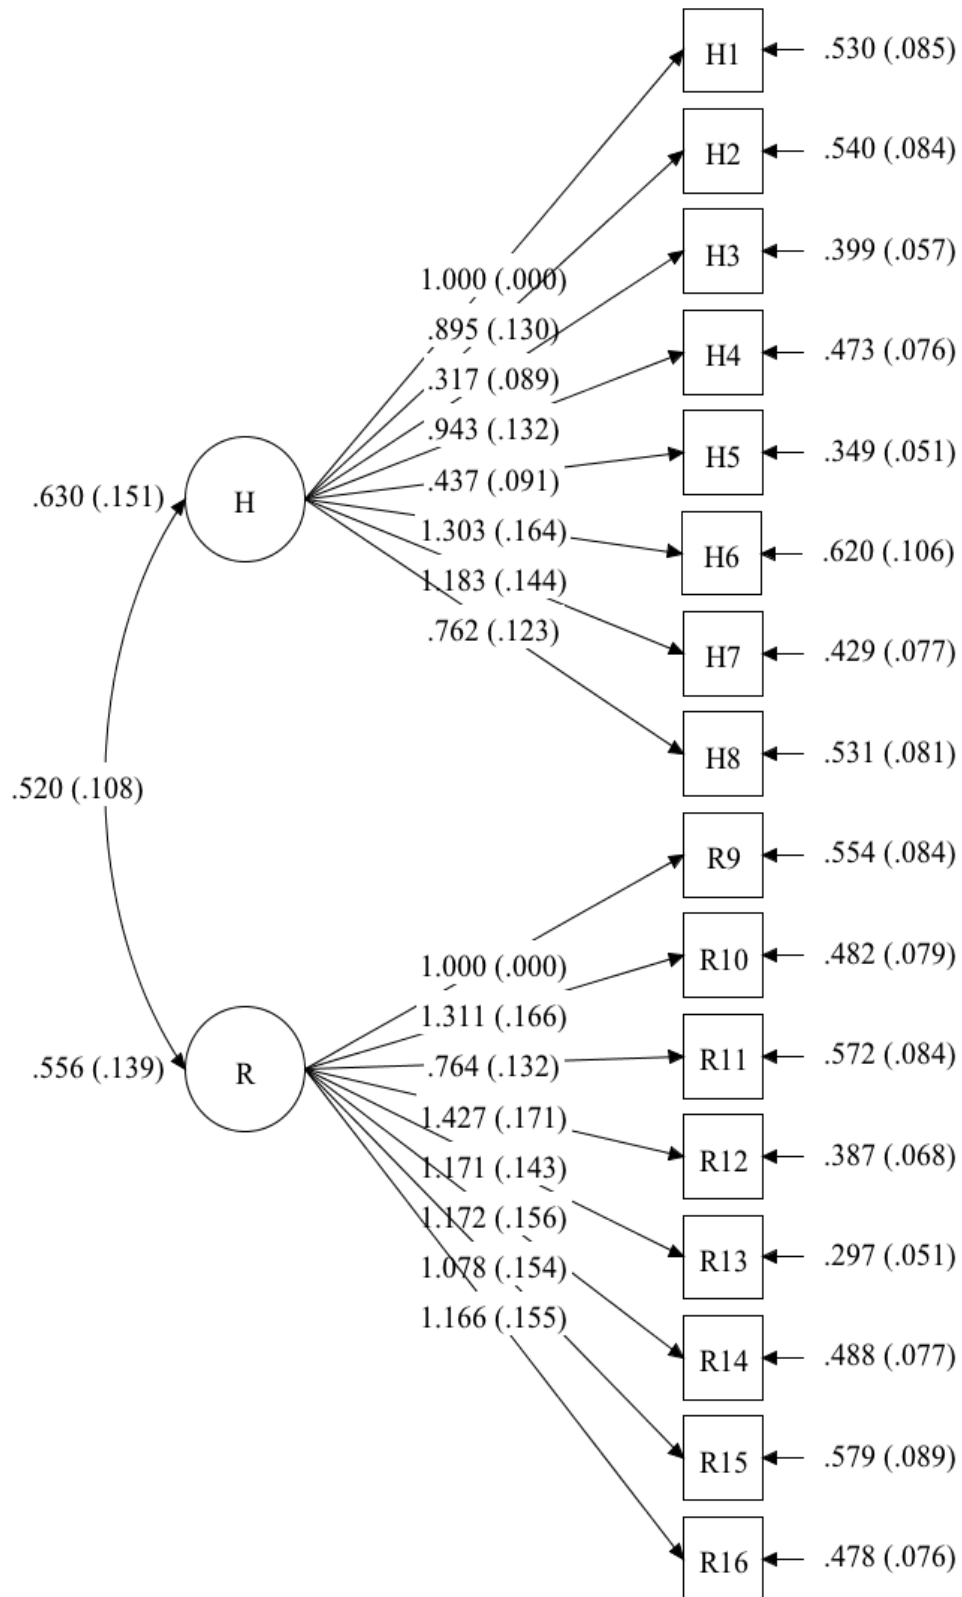 H1 .530 (.085)
H2 .540 (.084)
H3 .399 (.057)
1.000 (.000)
.895 (.130)
H4 .473 (.076)
.317 (.089)
.943 (.132)
H5 .349 (.051)
.437 (.091)
.630 (.151) H
1.303 (.164)
H6 .620 (.106)
1.183 (.144)
.762 (.123)
H7 .429 (.077)
H8 .531 (.081)
.520 (.108)
R9 .554 (.084)
R10 .482 (.079)
1.000 (.000)
1.311 (.166)
R11 .572 (.084)
.764 (.132)
.556 (.139) R
1.427 (.171)
R12 .387 (.068)
1.171 (.143)
1.172 (.156)
R13 .297 (.051)
1.078 (.154)
1.166 (.155)
R14 .488 (.077)
R15 .579 (.089)
R16 .478 (.076)